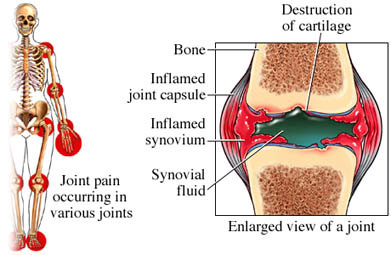 Destruction
of cartilage
Bone
Inflamed
joint capsule
Inflamed
synovium
Synovial
fluid
Joint pain
occurring in
various joints
Enlarged view of a joint